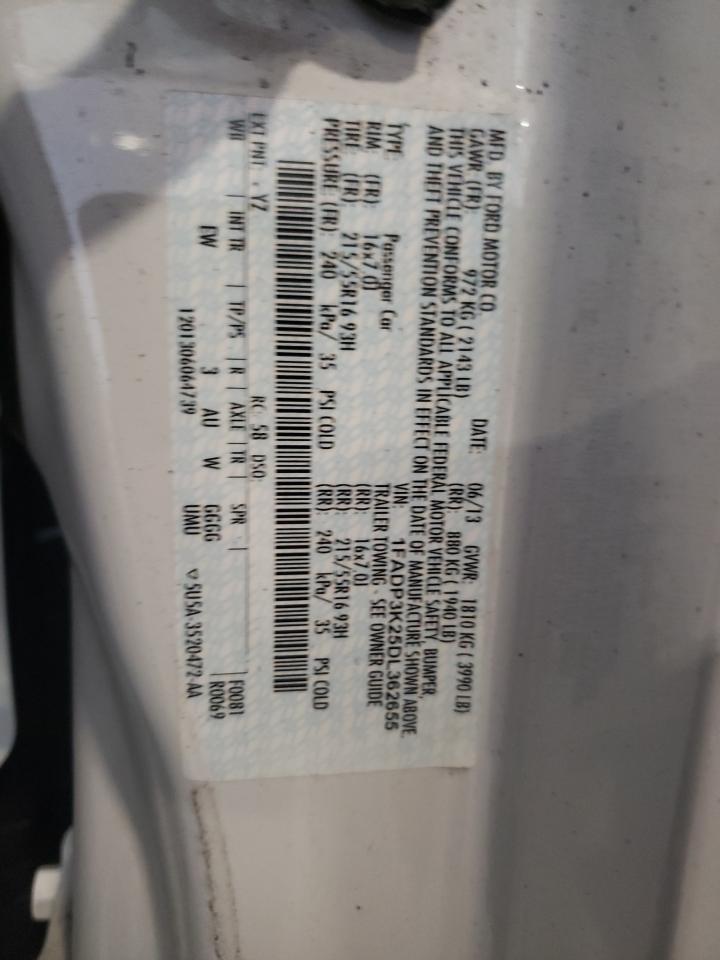 MFD. BY FORD MOTOR CO.
DATE: 06/13 GVWR: 1810 KG ( 3990 LB)
GAWR (FR): 972 KG ( 2143 LB) (RR): 880 KG ( 1940 LB)
THIS VEHICLE CONFORMS TO ALL APPLICABLE FEDERAL MOTOR VEHICLE SAFETY, BUMPER,
AND THEFT PREVENTION STANDARDS IN EFFECT ON THE DATE OF MANUFACTURE SHOWN ABOVE.
VIN: 1FADP3K25DL362655
TYPE: Passenger Car TRAILER TOWING - SEE OWNER GUIDE
RIM: (FR) 16x7.0J (RR): 16x7.0J
TIRE: (FR) 215/55R16 93H (RR): 215/55R16 93H
PRESSURE: (FR) 240 kPa/ 35 PSI COLD (RR): 240 kPa/ 35 PSI COLD
EXT PNT: YZ RC: 58 DSO:
WB | INT TR | TP/PS | R | AXLE | TR | SPR | F0081
EW 3 AU W GGGG R0069
1201306064739 UMU 5U5A-3520472-AA